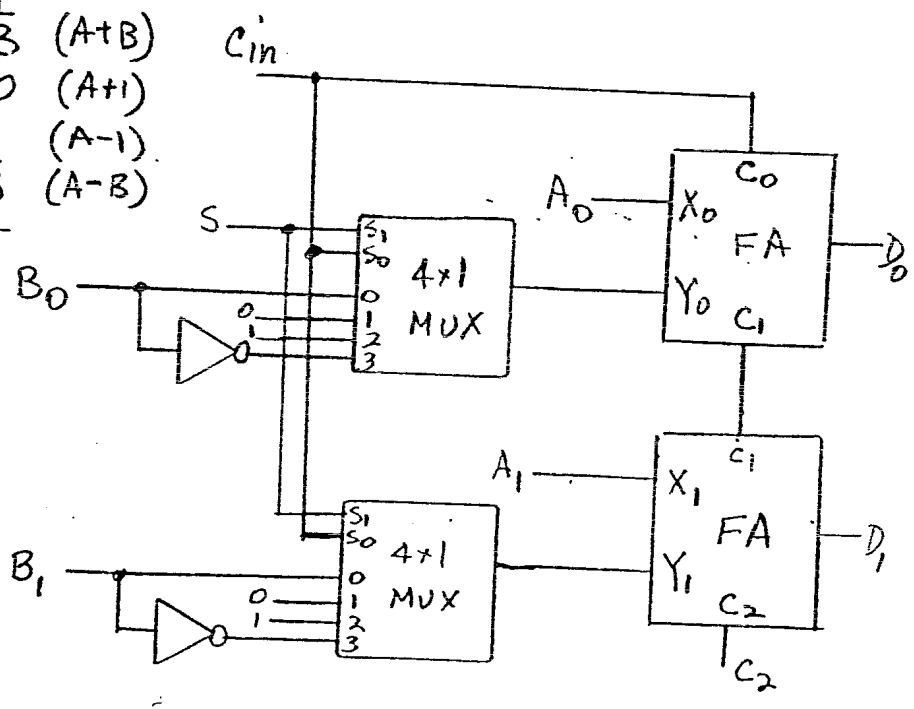 (A+B)
0 (A+1)
(A-1)
(A-B)
Cin
S
B0
S1
S0
0
1
2
3
4x1
MUX
0
1
A0
X0
Y0
C0
FA
C1
D0
B1
S1
S0
0
1
2
3
4x1
MUX
0
1
A1
X1
Y1
C1
FA
C2
D1
C2